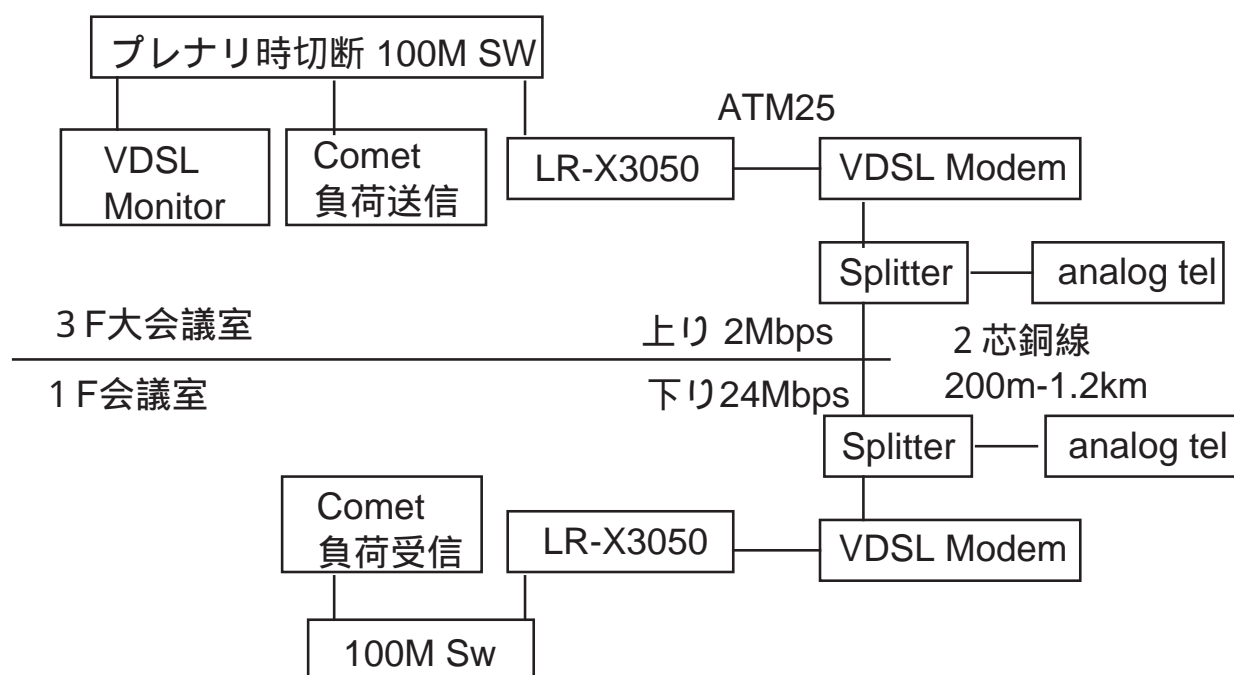 プレナリ時切断 100M SW
ATM25
VDSL
Monitor
Comet
負荷送信
LR-X3050
VDSL Modem
Splitter
analog tel
3 F大会議室
上り 2Mbps
2 芯銅線
200m-1.2km
1 F会議室
下り24Mbps
Splitter
analog tel
Comet
負荷受信
LR-X3050
VDSL Modem
100M Sw